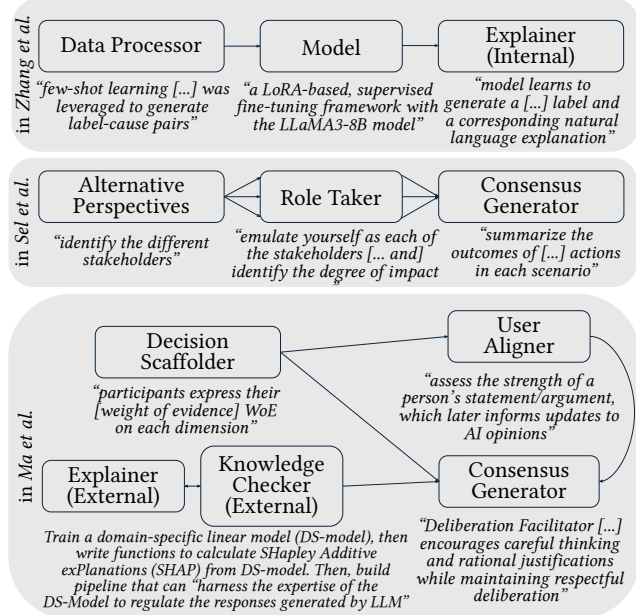 in Zhang et al.
Data Processor
“few-shot learning [...] was
leveraged to generate
label-cause pairs”
Model
“a LoRA-based, supervised
fine-tuning framework with
the LLaMA3-8B model”
Explainer
(Internal)
“model learns to
generate a [...] label and
a corresponding natural
language explanation”
in Sel et al.
Alternative
Perspectives
“identify the different
stakeholders”
Role Taker
“emulate yourself as each of
the stakeholders [... and]
identify the degree of impact
”
Consensus
Generator
“summarize the
outcomes of [...] actions
in each scenario”
in Ma et al.
Decision
Scaffolder
“participants express their
[weight of evidence] WoE
on each dimension”
User
Aligner
“assess the strength of a
person’s statement/argument,
which later informs updates to
AI opinions”
Explainer
(External)
Knowledge
Checker
(External)
Train a domain-specific linear model (DS-model), then
write functions to calculate SHapley Additive
exPlanations (SHAP) from DS-model. Then, build
pipeline that can “harness the expertise of the
DS-Model to regulate the responses generated by LLM”
Consensus
Generator
“Deliberation Facilitator [...]
encourages careful thinking
and rational justifications
while maintaining respectful
deliberation”